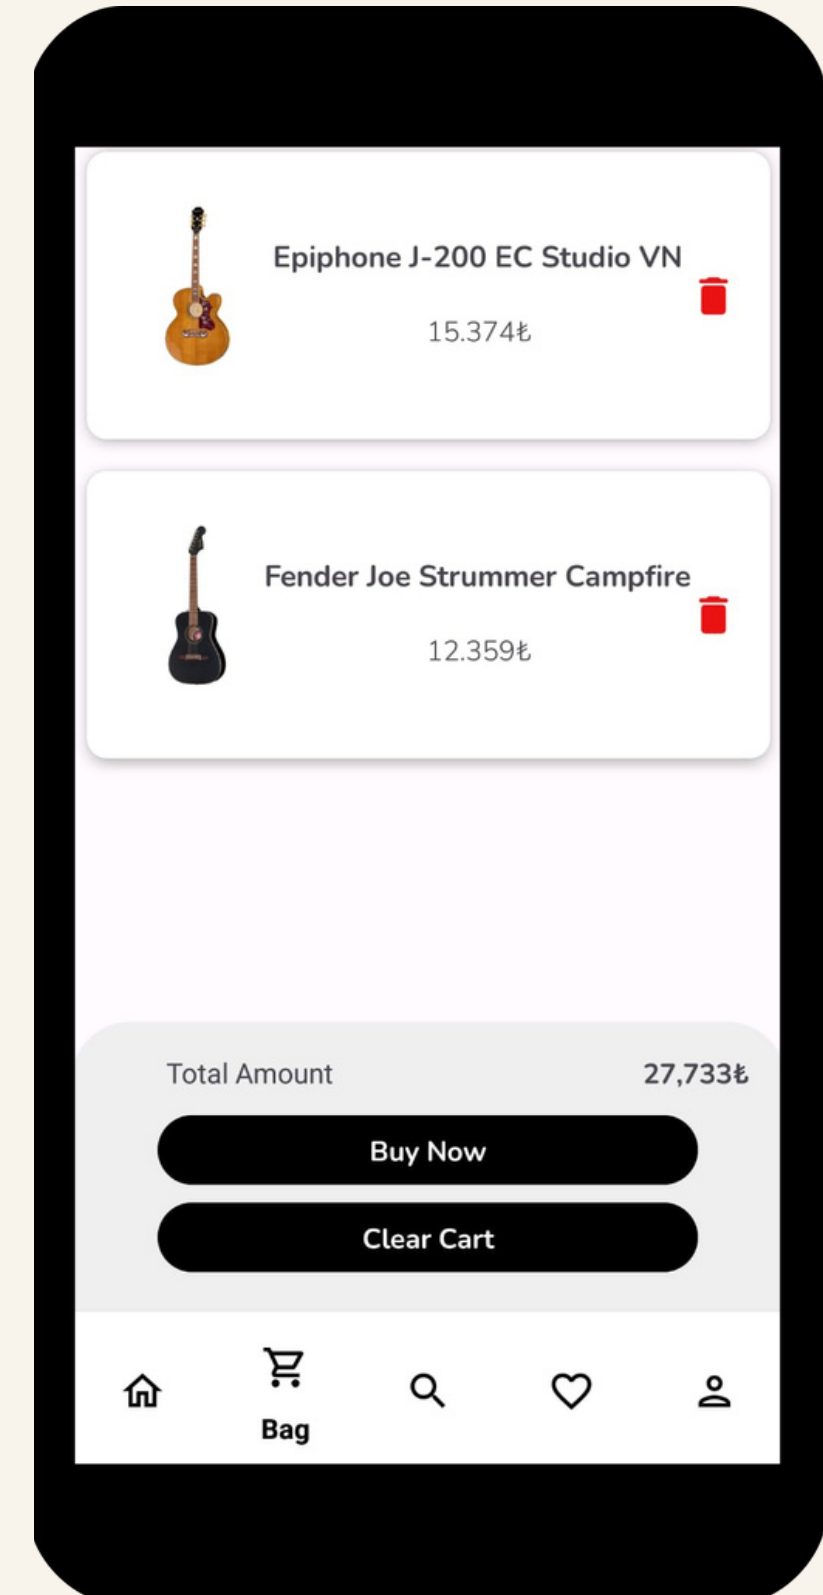 Epiphone J-200 EC Studio VN
15.374₺
Fender Joe Strummer Campfire
12.359₺
Total Amount 27,733₺
Buy Now
Clear Cart
Bag